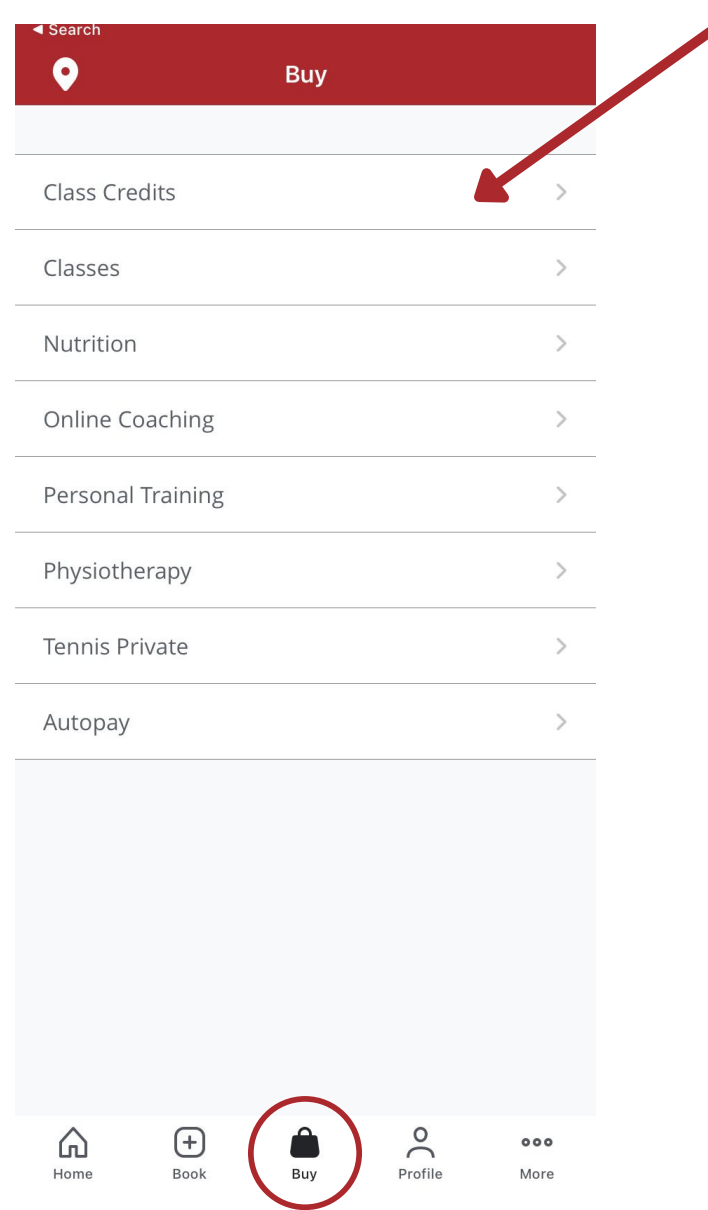 Search
Buy
Class Credits
Classes
Nutrition
Online Coaching
Personal Training
Physiotherapy
Tennis Private
Autopay
Home
Book
Buy
Profile
More